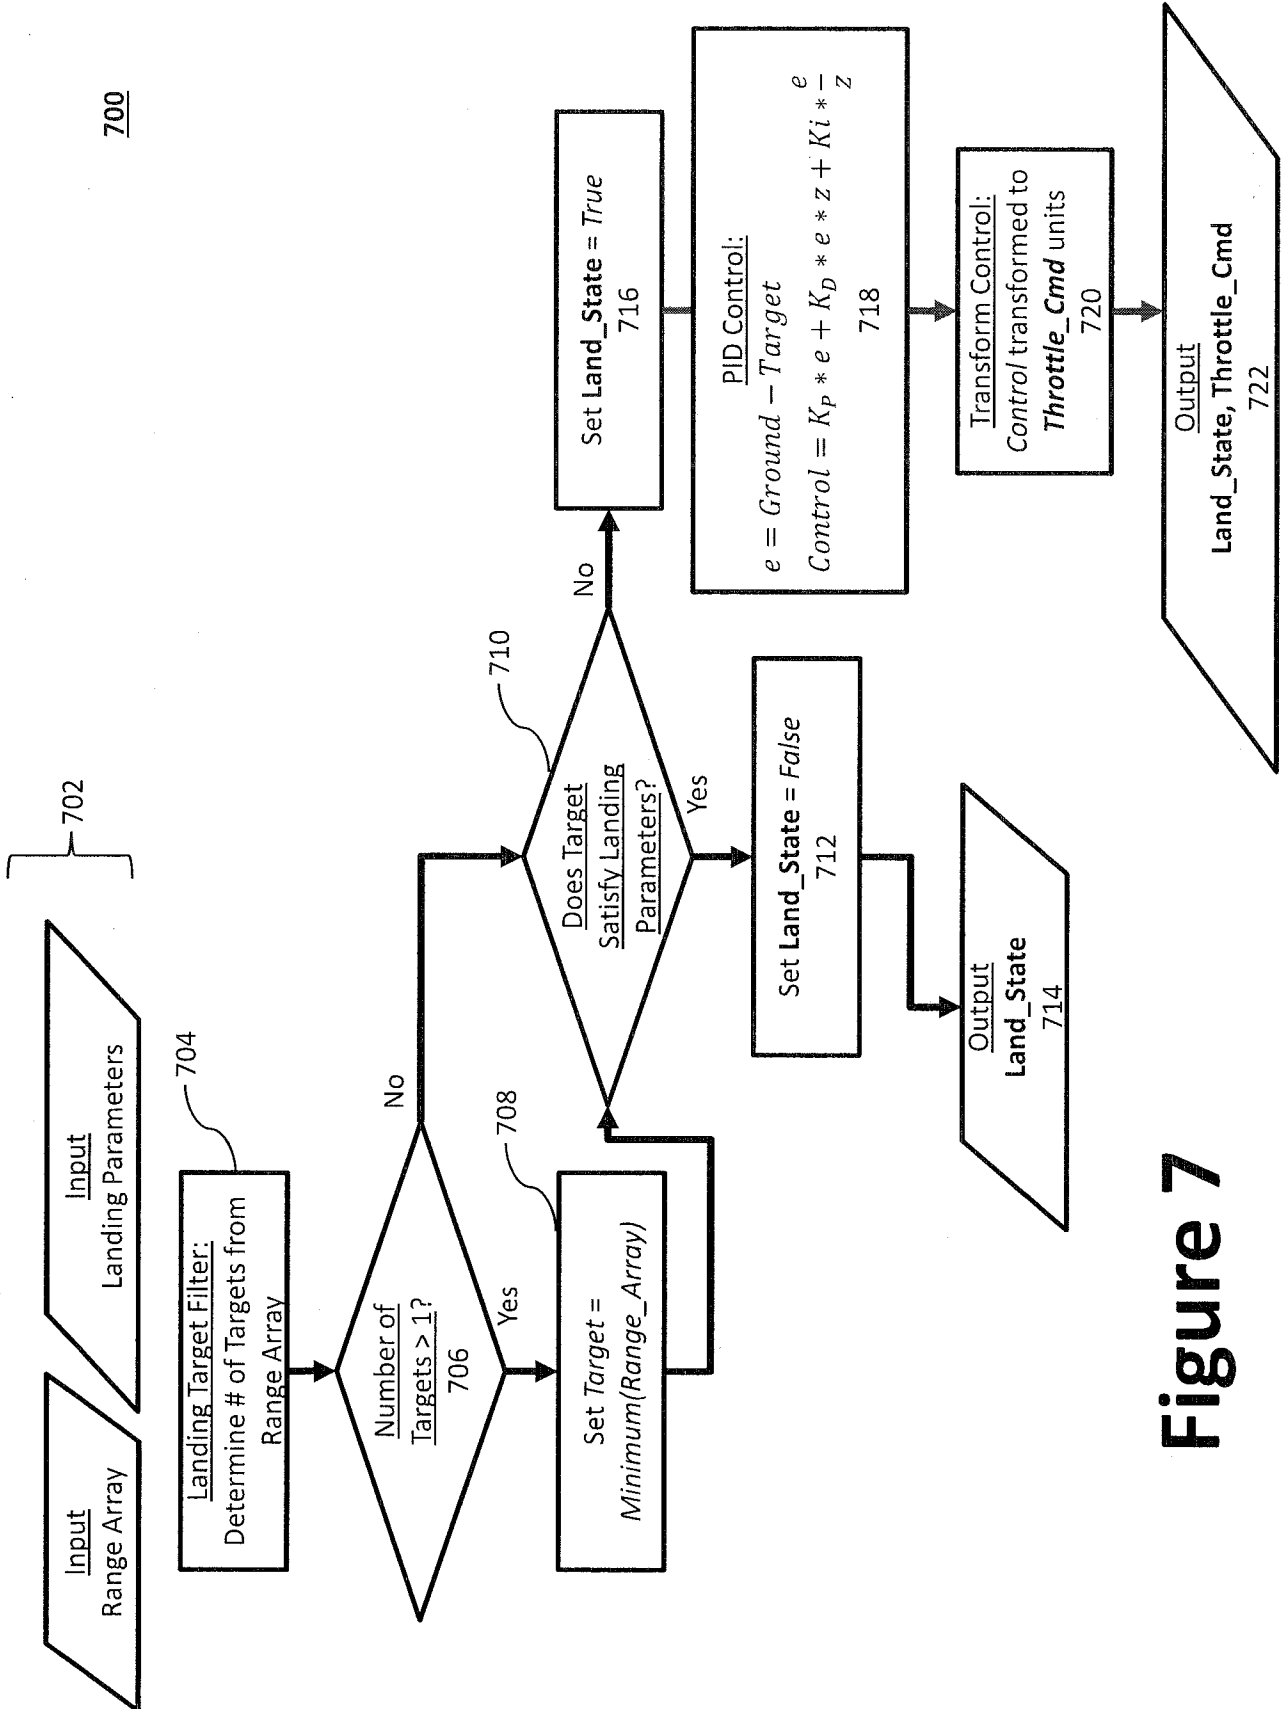 700
702
Input
Range Array
Input
Landing Parameters
Landing Target Filter:
Determine # of Targets from
Range Array
704
Number of
Targets > 1?
706
No
Yes
Set Target =
Minimum(Range_Array)
708
Does Target
Satisfy Landing
Parameters?
710
No
Yes
Set Land_State = False
712
Output
Land_State
714
Set Land_State = True
716
PID Control:
e = Ground − Target
Control = K_P * e + K_D * e * z + Ki * e/z
718
Transform Control:
Control transformed to
Throttle_Cmd units
720
Output
Land_State, Throttle_Cmd
722
Figure 7